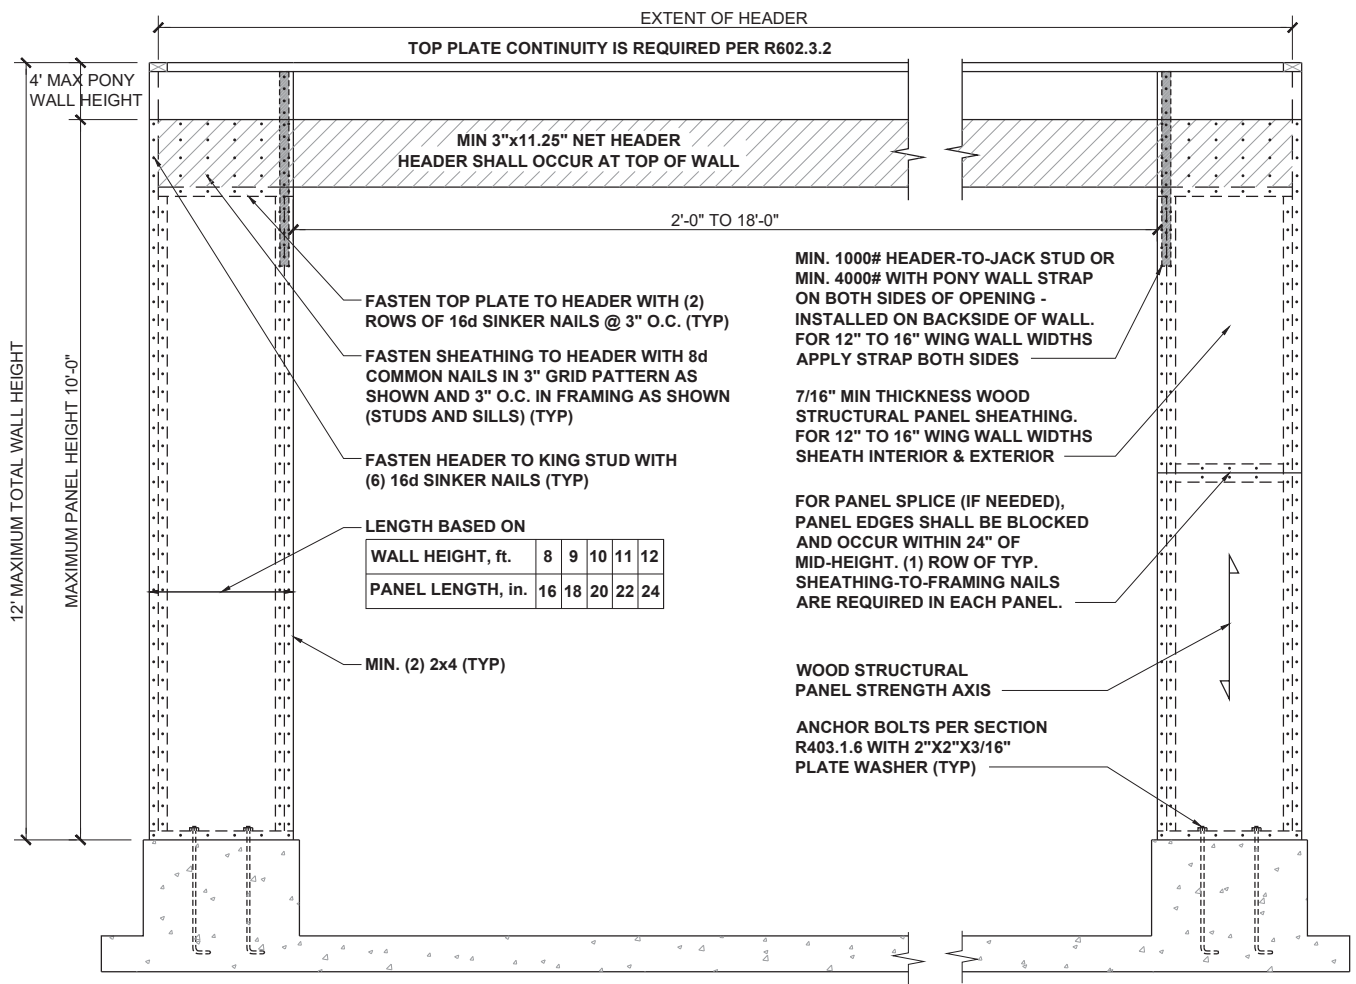 EXTENT OF HEADER
TOP PLATE CONTINUITY IS REQUIRED PER R602.3.2
4' MAX PONY
WALL HEIGHT
MIN 3"x11.25" NET HEADER
HEADER SHALL OCCUR AT TOP OF WALL
2'-0" TO 18'-0"
12' MAXIMUM TOTAL WALL HEIGHT
MAXIMUM PANEL HEIGHT 10'-0"
FASTEN TOP PLATE TO HEADER WITH (2)
ROWS OF 16d SINKER NAILS @ 3" O.C. (TYP)
FASTEN SHEATHING TO HEADER WITH 8d
COMMON NAILS IN 3" GRID PATTERN AS
SHOWN AND 3" O.C. IN FRAMING AS SHOWN
(STUDS AND SILLS) (TYP)
FASTEN HEADER TO KING STUD WITH
(6) 16d SINKER NAILS (TYP)
LENGTH BASED ON
WALL HEIGHT, ft. 8 9 10 11 12
PANEL LENGTH, in. 16 18 20 22 24
MIN. (2) 2x4 (TYP)
MIN. 1000# HEADER-TO-JACK STUD OR
MIN. 4000# WITH PONY WALL STRAP
ON BOTH SIDES OF OPENING -
INSTALLED ON BACKSIDE OF WALL.
FOR 12" TO 16" WING WALL WIDTHS
APPLY STRAP BOTH SIDES
7/16" MIN THICKNESS WOOD
STRUCTURAL PANEL SHEATHING.
FOR 12" TO 16" WING WALL WIDTHS
SHEATH INTERIOR & EXTERIOR
FOR PANEL SPLICE (IF NEEDED),
PANEL EDGES SHALL BE BLOCKED
AND OCCUR WITHIN 24" OF
MID-HEIGHT. (1) ROW OF TYP.
SHEATHING-TO-FRAMING NAILS
ARE REQUIRED IN EACH PANEL.
WOOD STRUCTURAL
PANEL STRENGTH AXIS
ANCHOR BOLTS PER SECTION
R403.1.6 WITH 2"X2"X3/16"
PLATE WASHER (TYP)